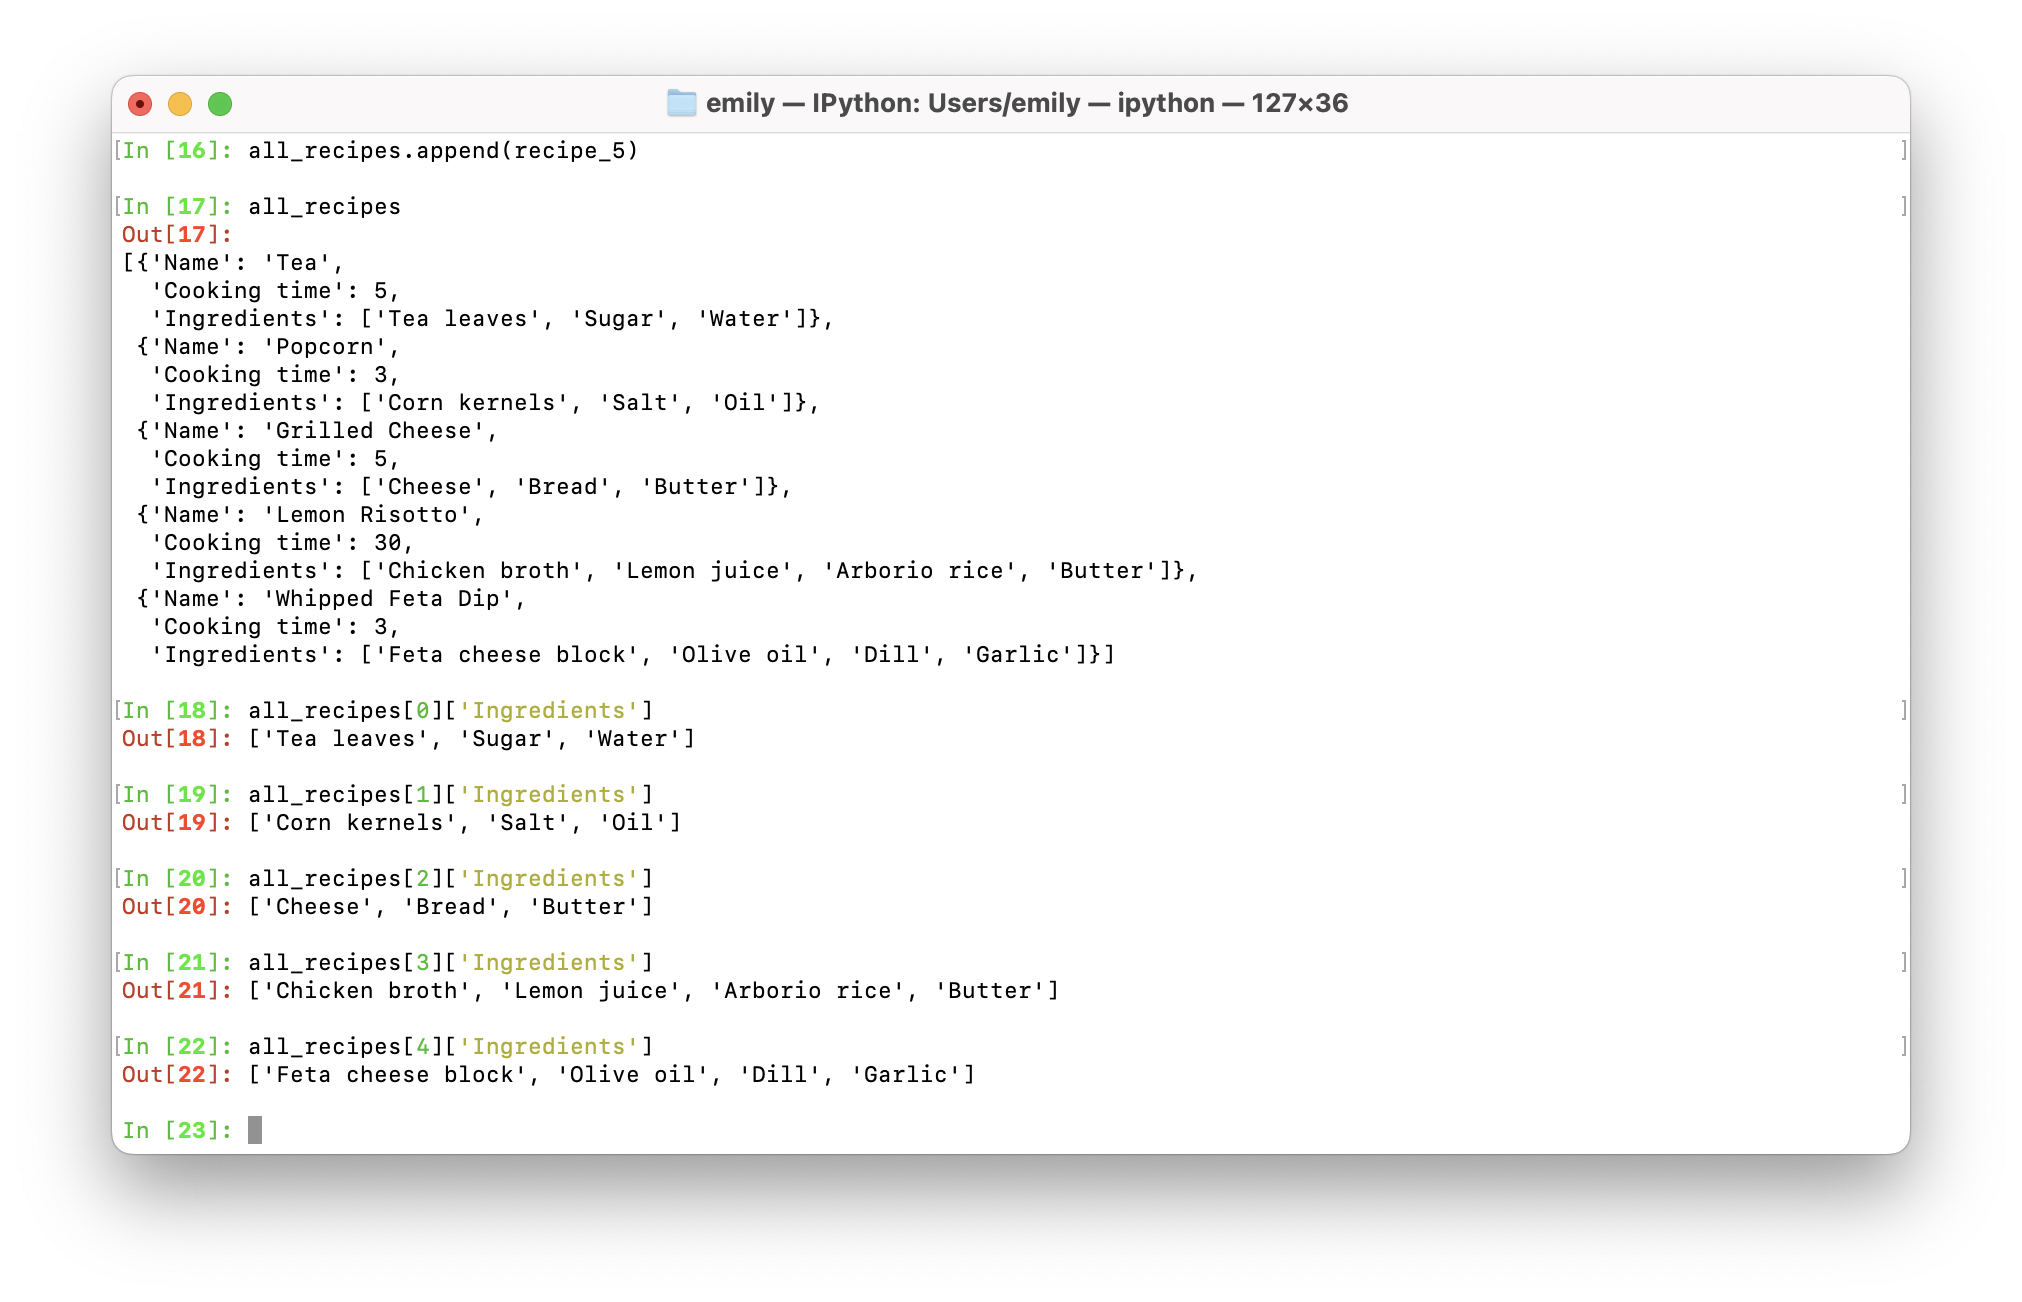 emily — IPython: Users/emily — ipython — 127×36
[In [16]: all_recipes.append(recipe_5) ]
[In [17]: all_recipes ]
Out[17]:
[{'Name': 'Tea',
  'Cooking time': 5,
  'Ingredients': ['Tea leaves', 'Sugar', 'Water']},
 {'Name': 'Popcorn',
  'Cooking time': 3,
  'Ingredients': ['Corn kernels', 'Salt', 'Oil']},
 {'Name': 'Grilled Cheese',
  'Cooking time': 5,
  'Ingredients': ['Cheese', 'Bread', 'Butter']},
 {'Name': 'Lemon Risotto',
  'Cooking time': 30,
  'Ingredients': ['Chicken broth', 'Lemon juice', 'Arborio rice', 'Butter']},
 {'Name': 'Whipped Feta Dip',
  'Cooking time': 3,
  'Ingredients': ['Feta cheese block', 'Olive oil', 'Dill', 'Garlic']}]
[In [18]: all_recipes[0]['Ingredients'] ]
Out[18]: ['Tea leaves', 'Sugar', 'Water']
[In [19]: all_recipes[1]['Ingredients'] ]
Out[19]: ['Corn kernels', 'Salt', 'Oil']
[In [20]: all_recipes[2]['Ingredients'] ]
Out[20]: ['Cheese', 'Bread', 'Butter']
[In [21]: all_recipes[3]['Ingredients'] ]
Out[21]: ['Chicken broth', 'Lemon juice', 'Arborio rice', 'Butter']
[In [22]: all_recipes[4]['Ingredients'] ]
Out[22]: ['Feta cheese block', 'Olive oil', 'Dill', 'Garlic']
In [23]: